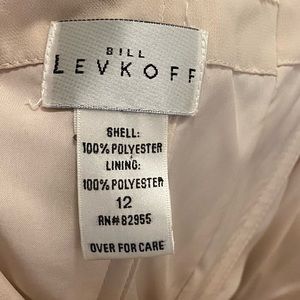 BILL
LEVKOFF
SHELL:
100% POLYESTER
LINING:
100% POLYESTER
12
RN#82955
OVER FOR CARE